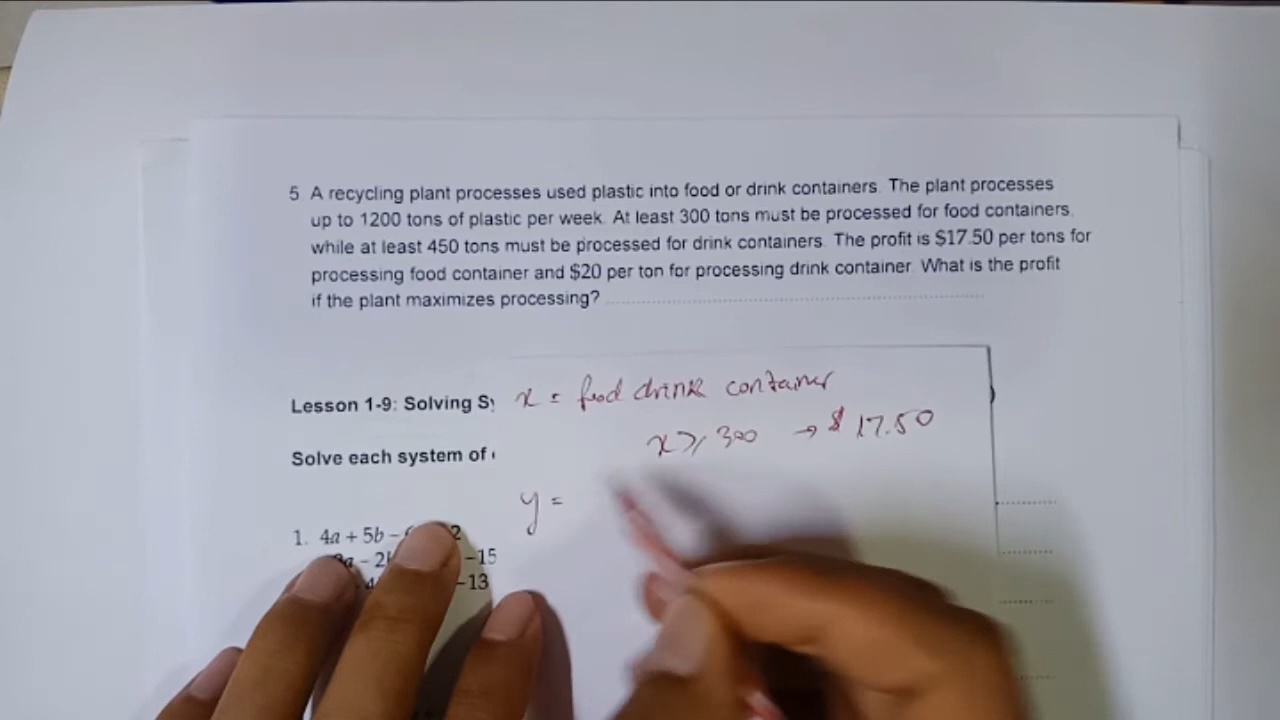 5 A recycling plant processes used plastic into food or drink containers. The plant processes
up to 1200 tons of plastic per week. At least 300 tons must be processed for food containers,
while at least 450 tons must be processed for drink containers. The profit is $17.50 per tons for
processing food container and $20 per ton for processing drink container. What is the profit
if the plant maximizes processing?
x = food drink container
Lesson 1-9: Solving Sy
x ≥ 300 → $ 17.50
Solve each system of
y =
1. 4a + 5b – 2
– 2 –15
–13